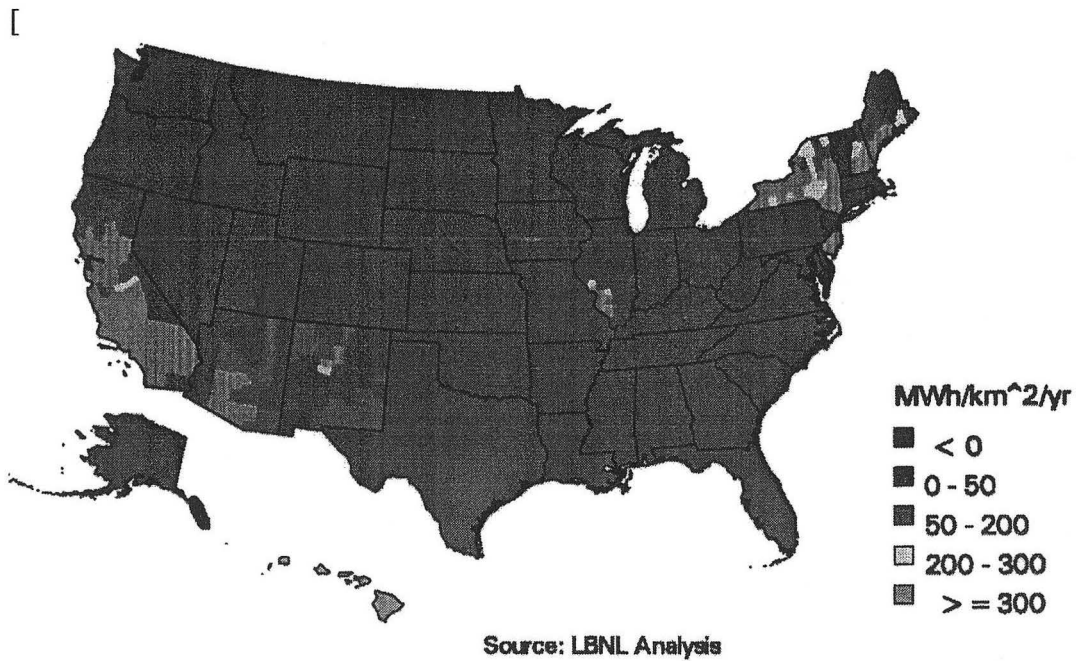 [
MWh/km^2/yr
< 0
0 - 50
50 - 200
200 - 300
> = 300
Source: LBNL Analysis